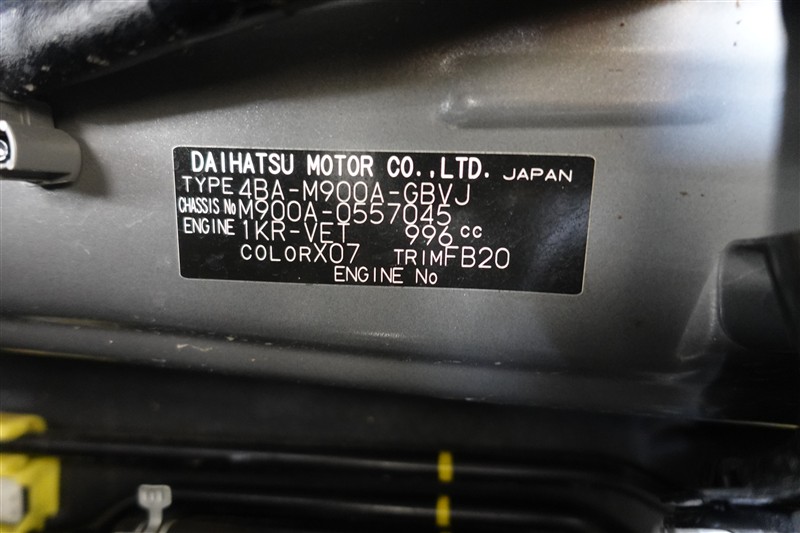 DAIHATSU MOTOR CO.,LTD. JAPAN
TYPE 4BA-M900A-GBVJ
CHASSIS No M900A-0557045
ENGINE 1KR-VET 996 cc
COLOR X07 TRIM FB20
ENGINE No